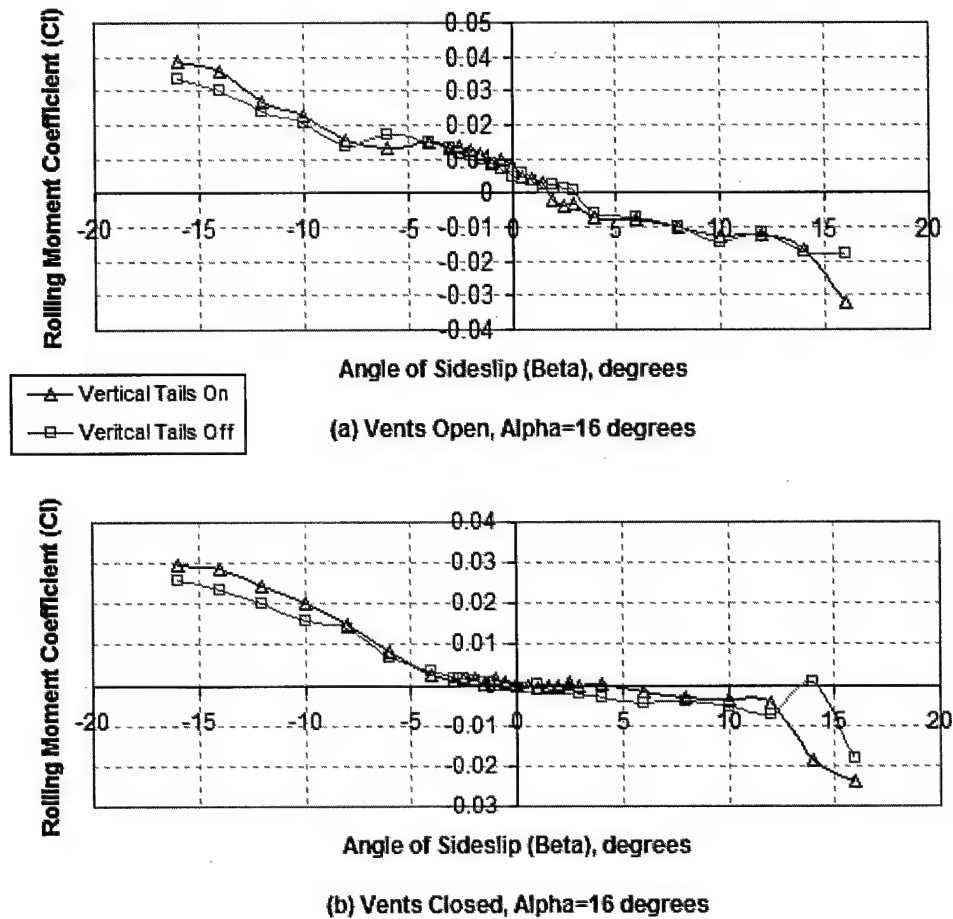 Rolling Moment Coefficient (Cl)
0.05
0.04
0.03
0.02
0.01
0
-0.01
-0.02
-0.03
-0.04
-20 -15 -10 -5 0 5 10 15 20
Angle of Sideslip (Beta), degrees
Vertical Tails On
Veritcal Tails Off
(a) Vents Open, Alpha=16 degrees
Rolling Moment Coefficient (Cl)
0.04
0.03
0.02
0.01
0
-0.01
-0.02
-0.03
-20 -15 -10 -5 0 5 10 15 20
Angle of Sideslip (Beta), degrees
(b) Vents Closed, Alpha=16 degrees